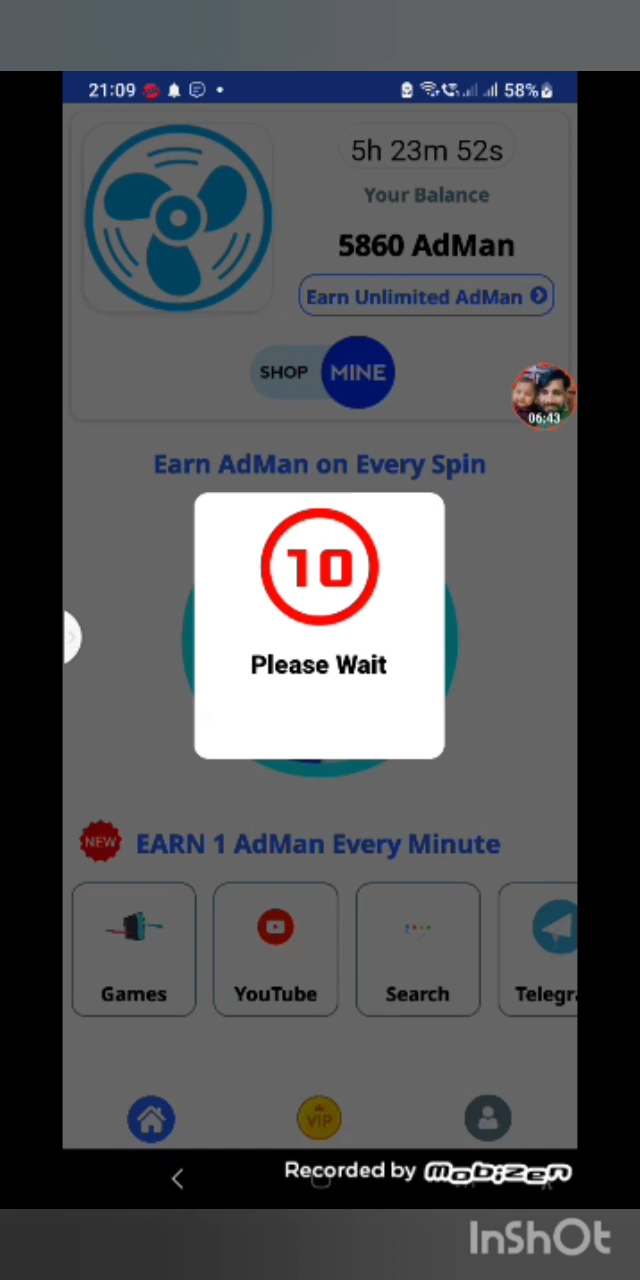 21:09
58%
5h 23m 52s
Your Balance
5860 AdMan
Earn Unlimited AdMan
SHOP MINE
06:43
Earn AdMan on Every Spin
10
Please Wait
NEW EARN 1 AdMan Every Minute
Games YouTube Search Telegra
VIP
Recorded by mobizen
InShOt